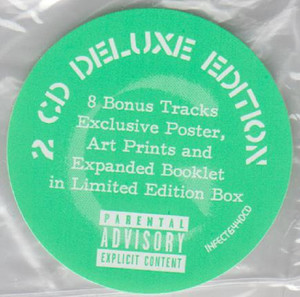 2 CD DELUXE EDITION
8 Bonus Tracks
Exclusive Poster,
Art Prints and
Expanded Booklet
in Limited Edition Box
PARENTAL
ADVISORY
EXPLICIT CONTENT
INFECT64HDCD